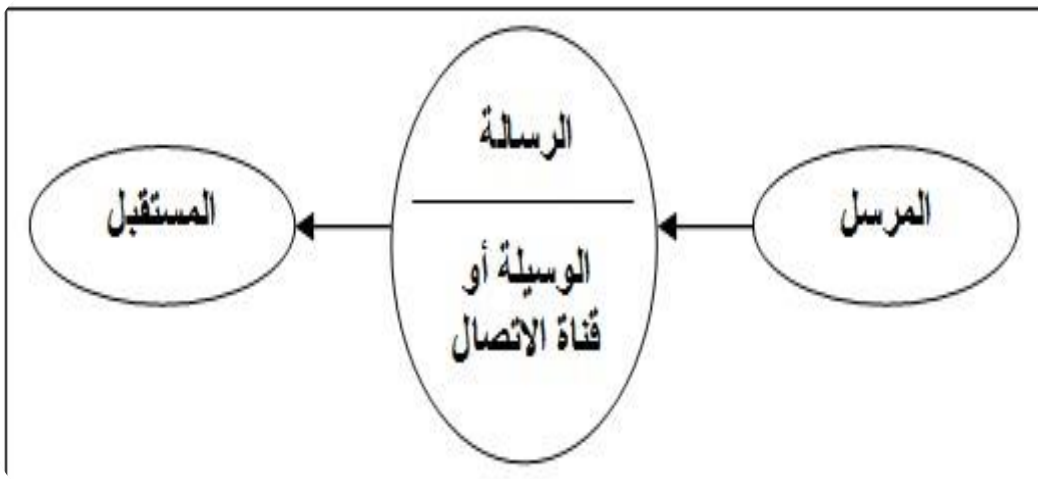 المرسل
الرسالة
الوسيلة أو
قناة الاتصال
المستقبل